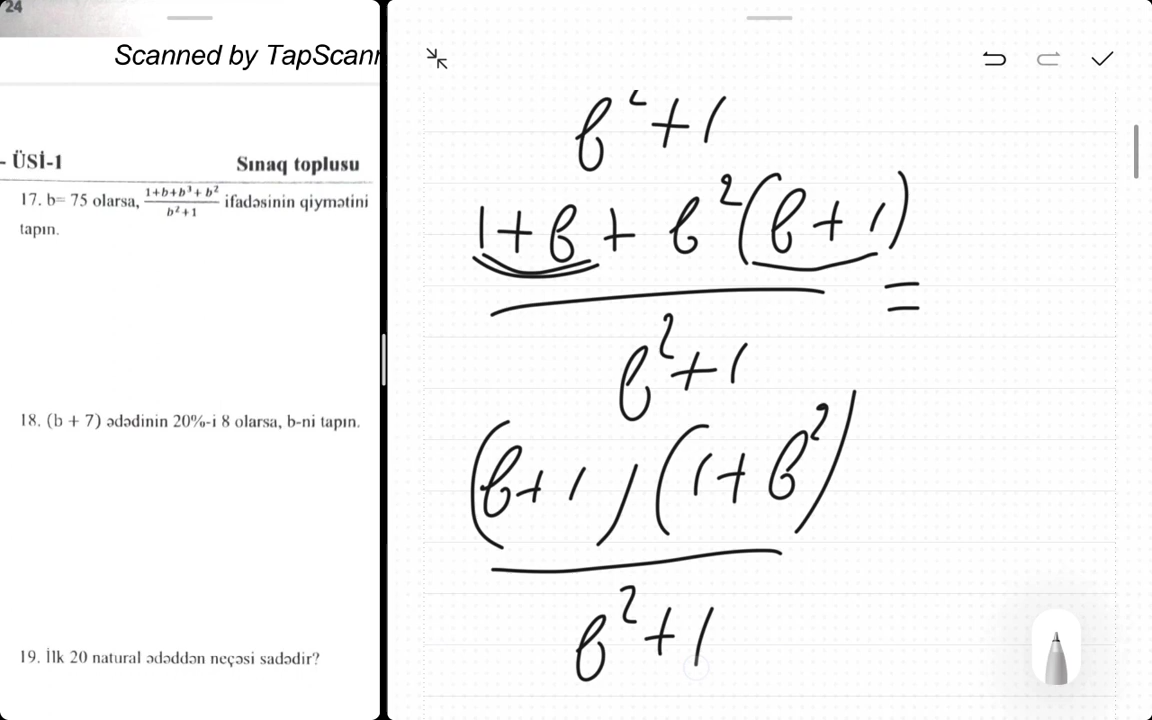 24
Scanned by TapScann
- ÜSİ-1 Sınaq toplusu
17. b= 75 olarsa, \frac{1+b+b³+b²}{b²+1} ifadəsinin qiymətini
tapın.
18. (b + 7) ədədinin 20%-i 8 olarsa, b-ni tapın.
19. İlk 20 natural ədəddən neçəsi sadədir?
b²+1
1+b+b²(b+1)
=
b²+1
(b+1)(1+b²)
b²+1